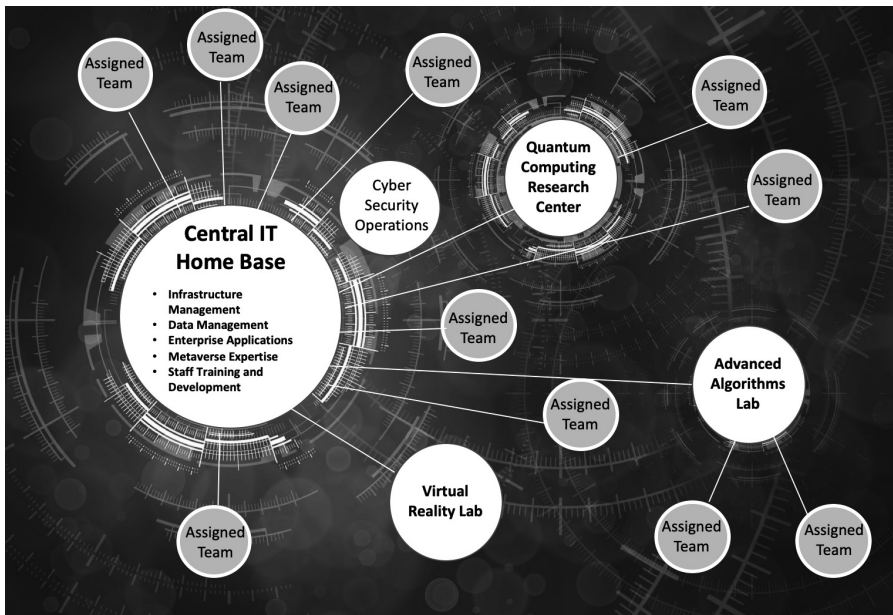 Assigned
Team
Assigned
Team
Assigned
Team
Assigned
Team
Assigned
Team
Quantum
Computing
Research
Center
Assigned
Team
Cyber
Security
Operations
Central IT
Home Base
• Infrastructure
Management
• Data Management
• Enterprise Applications
• Metaverse Expertise
• Staff Training and
Development
Assigned
Team
Advanced
Algorithms
Lab
Assigned
Team
Virtual
Reality Lab
Assigned
Team
Assigned
Team
Assigned
Team